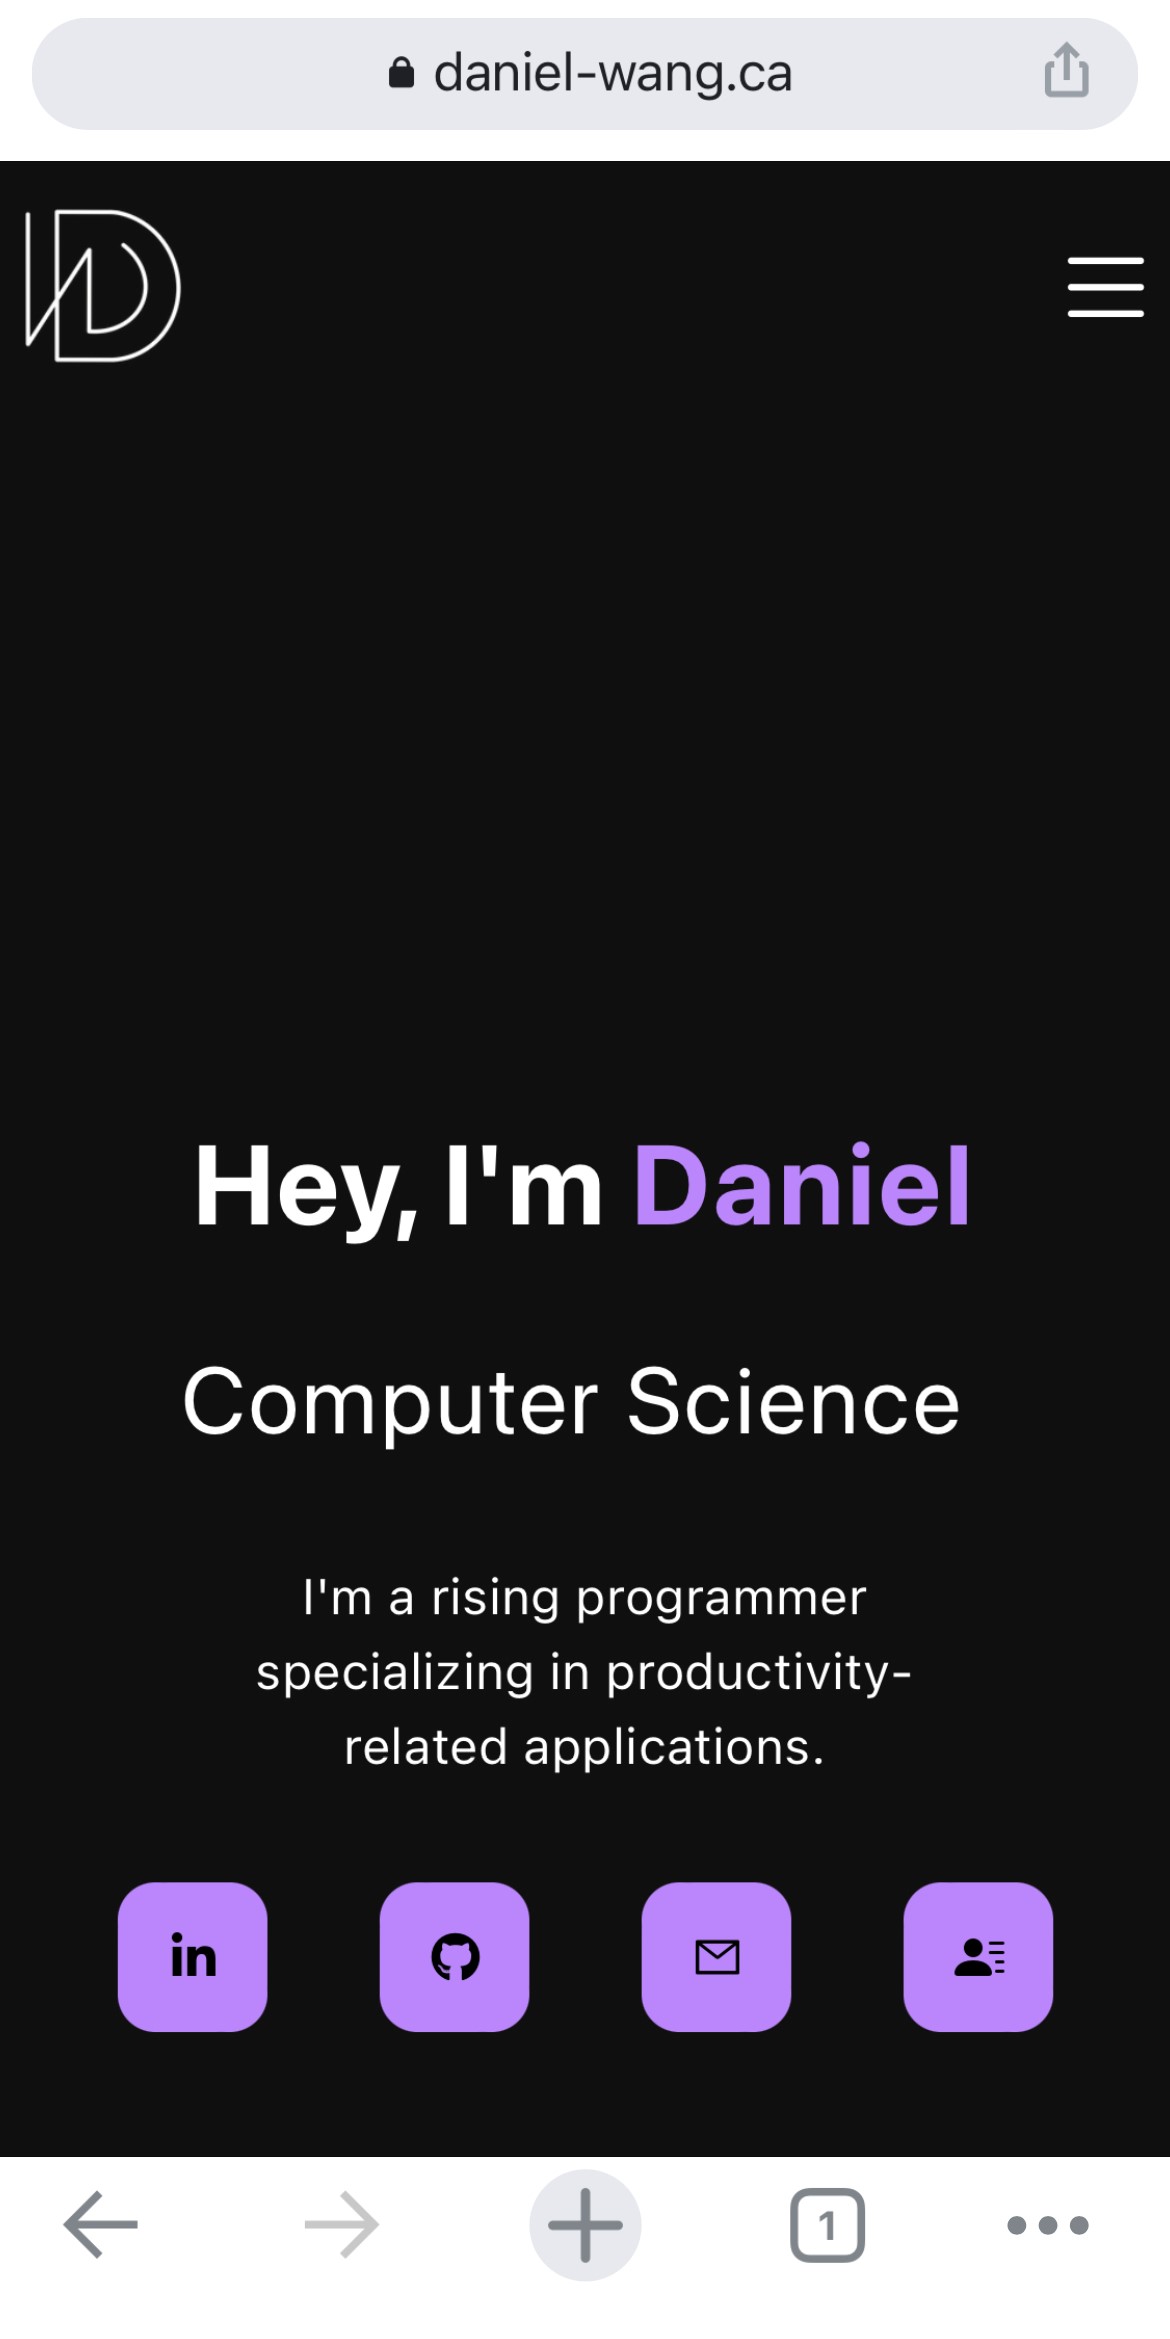 daniel-wang.ca
Hey, I'm Daniel
Computer Science
I'm a rising programmer
specializing in productivity-
related applications.
in
1